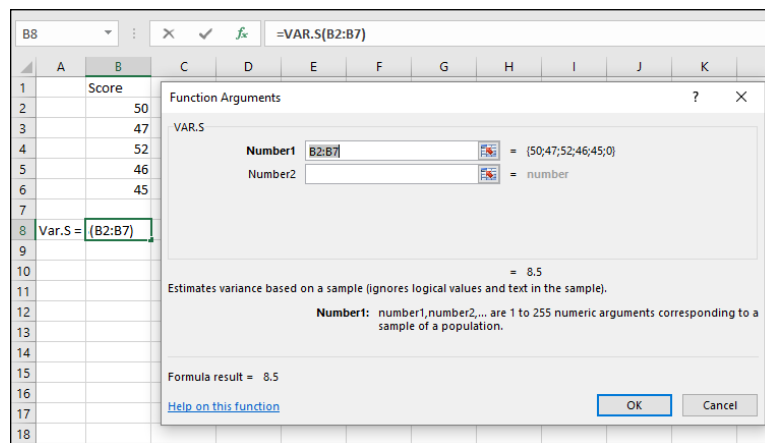 B8 fx =VAR.S(B2:B7)
A B C D E F G H I J K
1 Score
2 50
3 47
4 52
5 46
6 45
7
8 Var.S = (B2:B7)
9
10
11
12
13
14
15
16
17
18
Function Arguments ? ×
VAR.S
Number1 B2:B7 = {50;47;52;46;45;0}
Number2 = number
= 8.5
Estimates variance based on a sample (ignores logical values and text in the sample).
Number1: number1,number2,... are 1 to 255 numeric arguments corresponding to a
sample of a population.
Formula result = 8.5
Help on this function OK Cancel